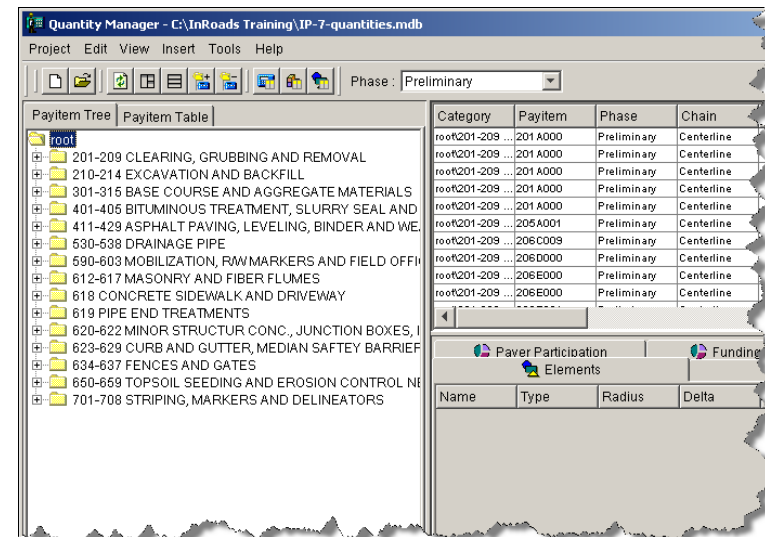 Quantity Manager - C:\InRoads Training\IP-7-quantities.mdb
Project Edit View Insert Tools Help
Phase : Preliminary
Payitem Tree Payitem Table
root
201-209 CLEARING, GRUBBING AND REMOVAL
210-214 EXCAVATION AND BACKFILL
301-315 BASE COURSE AND AGGREGATE MATERIALS
401-405 BITUMINOUS TREATMENT, SLURRY SEAL AND
411-429 ASPHALT PAVING, LEVELING, BINDER AND WE
530-538 DRAINAGE PIPE
590-603 MOBILIZATION, R/W MARKERS AND FIELD OFFI
612-617 MASONRY AND FIBER FLUMES
618 CONCRETE SIDEWALK AND DRIVEWAY
619 PIPE END TREATMENTS
620-622 MINOR STRUCTUR CONC., JUNCTION BOXES, I
623-629 CURB AND GUTTER, MEDIAN SAFTEY BARRIEF
634-637 FENCES AND GATES
650-659 TOPSOIL SEEDING AND EROSION CONTROL NE
701-708 STRIPING, MARKERS AND DELINEATORS
Category Payitem Phase Chain
root\201-209 ... 201A000 Preliminary Centerline
root\201-209 ... 201A000 Preliminary Centerline
root\201-209 ... 201A000 Preliminary Centerline
root\201-209 ... 201A000 Preliminary Centerline
root\201-209 ... 201A000 Preliminary Centerline
root\201-209 ... 205A001 Preliminary Centerline
root\201-209 ... 206C009 Preliminary Centerline
root\201-209 ... 206D000 Preliminary Centerline
root\201-209 ... 206E000 Preliminary Centerline
root\201-209 ... 206E000 Preliminary Centerline
Payer Participation Funding
Elements
Name Type Radius Delta